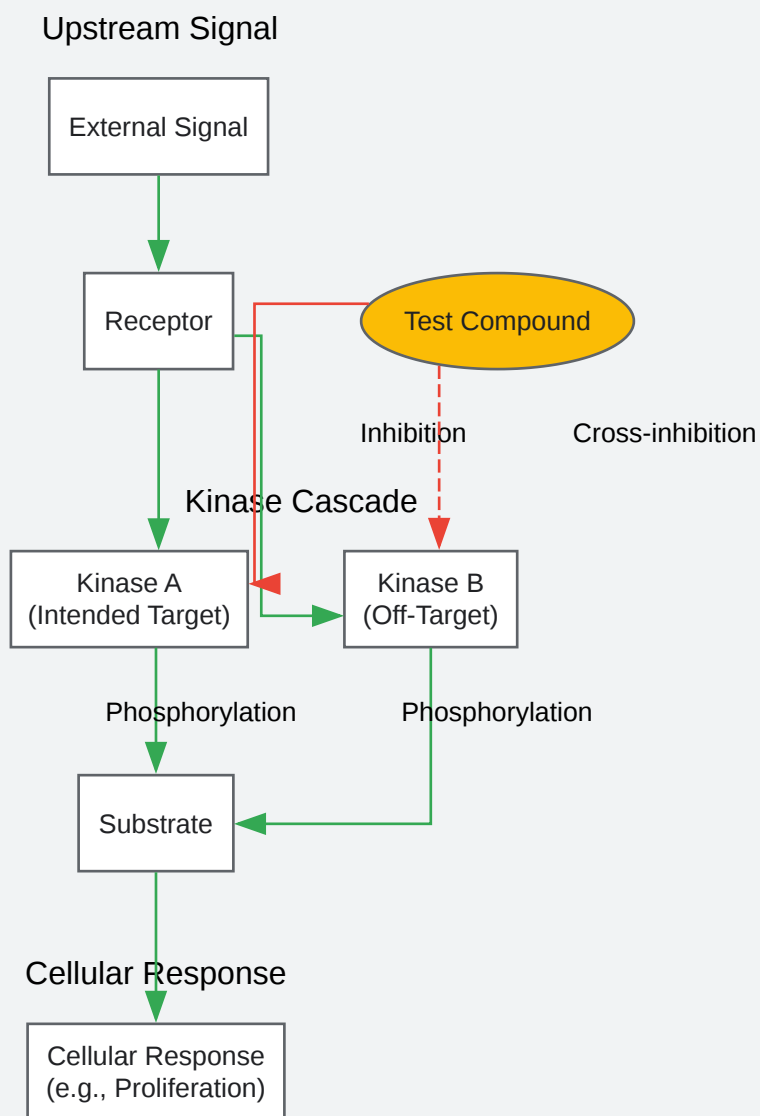 Upstream Signal
External Signal
Receptor
Test Compound
Inhibition
Cross-inhibition
Kinase Cascade
Kinase A
(Intended Target)
Kinase B
(Off-Target)
Phosphorylation
Phosphorylation
Substrate
Cellular Response
Cellular Response
(e.g., Proliferation)